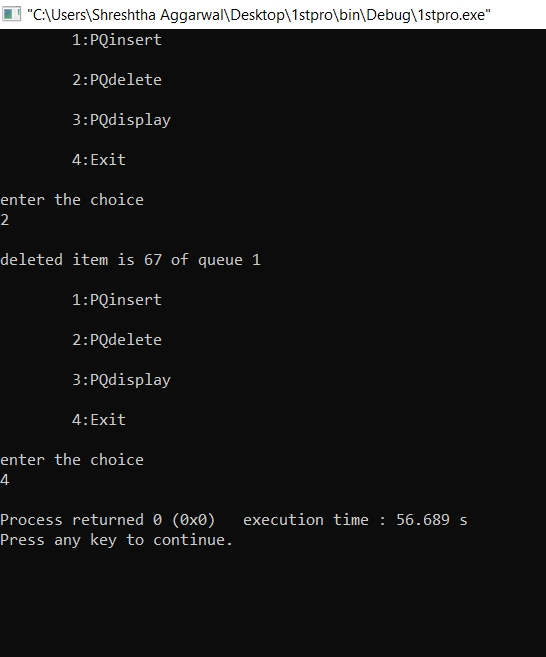 "C:\Users\Shreshtha Aggarwal\Desktop\1stpro\bin\Debug\1stpro.exe"
1:PQinsert
2:PQdelete
3:PQdisplay
4:Exit
enter the choice
2
deleted item is 67 of queue 1
1:PQinsert
2:PQdelete
3:PQdisplay
4:Exit
enter the choice
4
Process returned 0 (0x0)   execution time : 56.689 s
Press any key to continue.